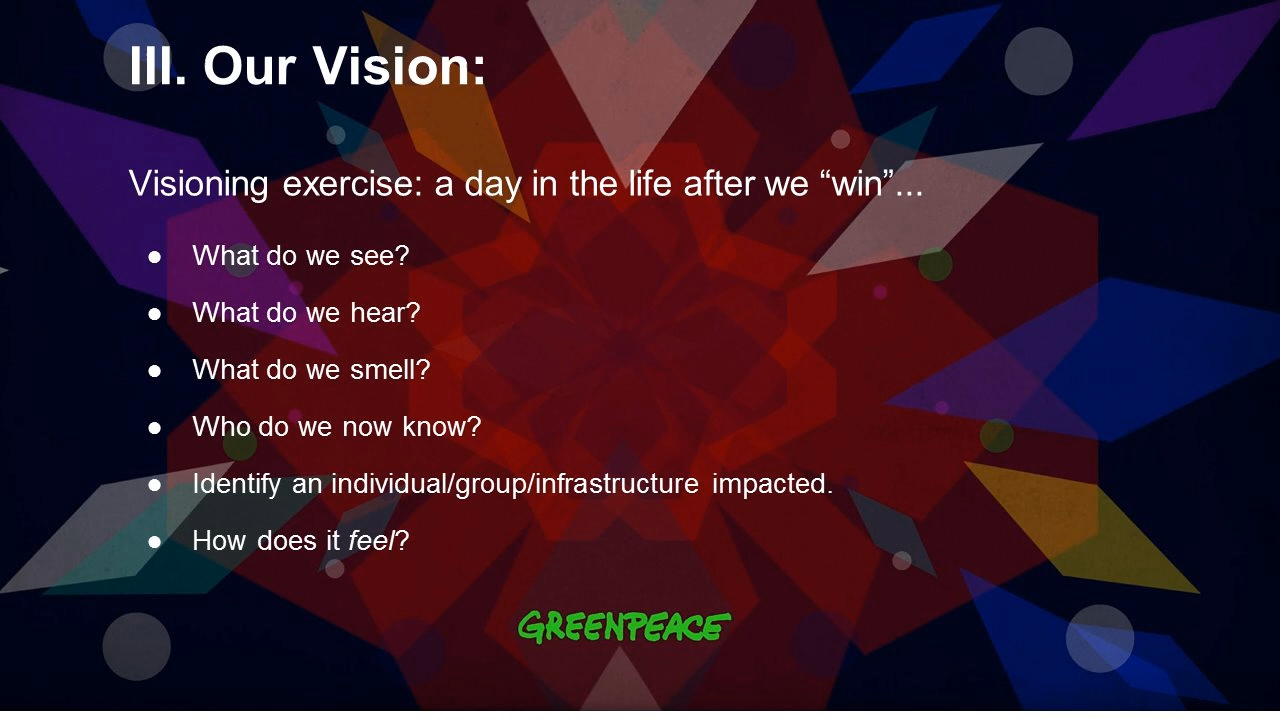 III. Our Vision:
Visioning exercise: a day in the life after we “win”...
● What do we see?
● What do we hear?
● What do we smell?
● Who do we now know?
● Identify an individual/group/infrastructure impacted.
● How does it feel?
GREENPEACE